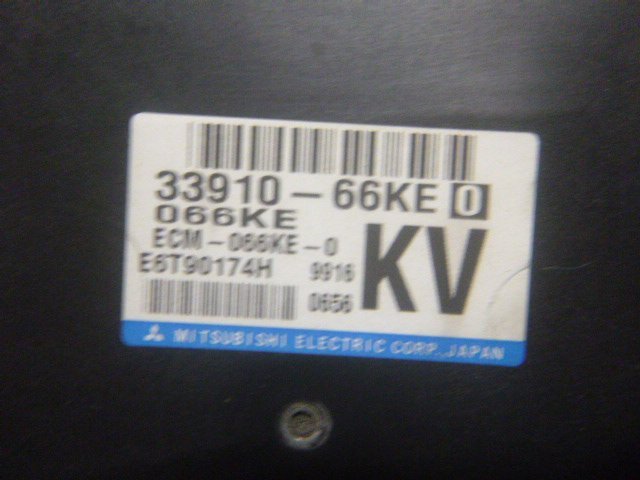 33910-66KE 0
066KE
ECM-066KE-0
KV
E6T90174H 9916
0656
MITSUBISHI ELECTRIC CORP., JAPAN